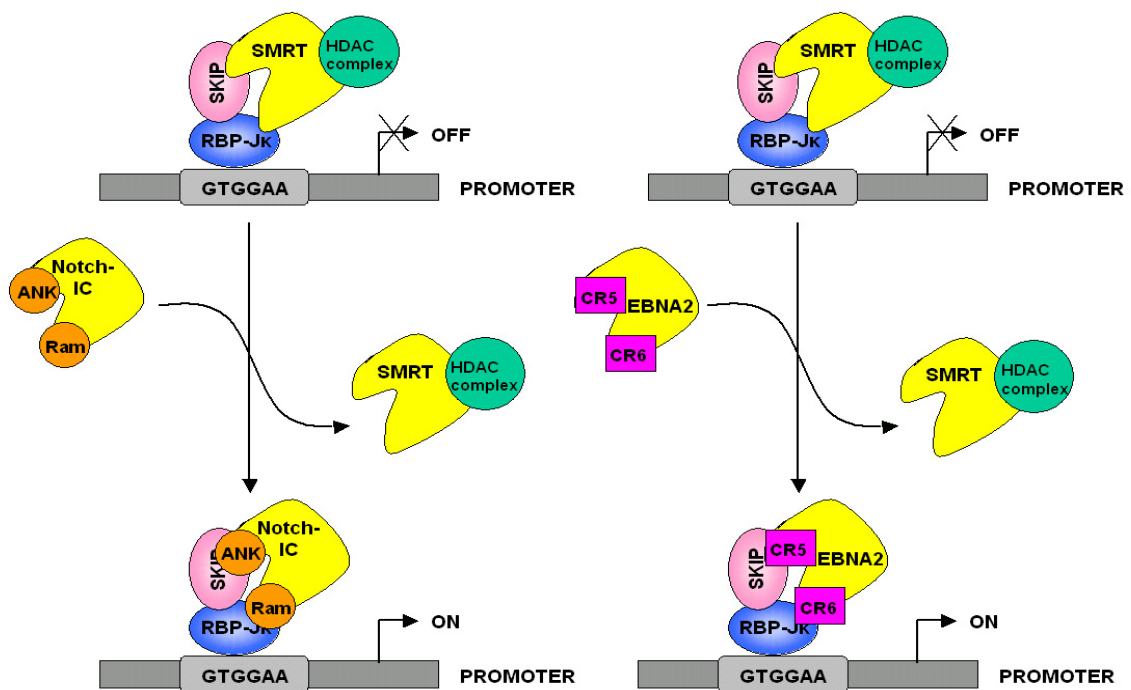 SMRT
HDAC
complex
SKIP
RBP-Jκ
OFF
GTGGAA
PROMOTER
SMRT
HDAC
complex
SKIP
RBP-Jκ
OFF
GTGGAA
PROMOTER
Notch-
IC
ANK
Ram
SMRT
HDAC
complex
CR5
EBNA2
CR6
SMRT
HDAC
complex
Notch-
IC
ANK
SKIP
Ram
RBP-Jκ
ON
GTGGAA
PROMOTER
CR5
EBNA2
SKIP
CR6
RBP-Jκ
ON
GTGGAA
PROMOTER